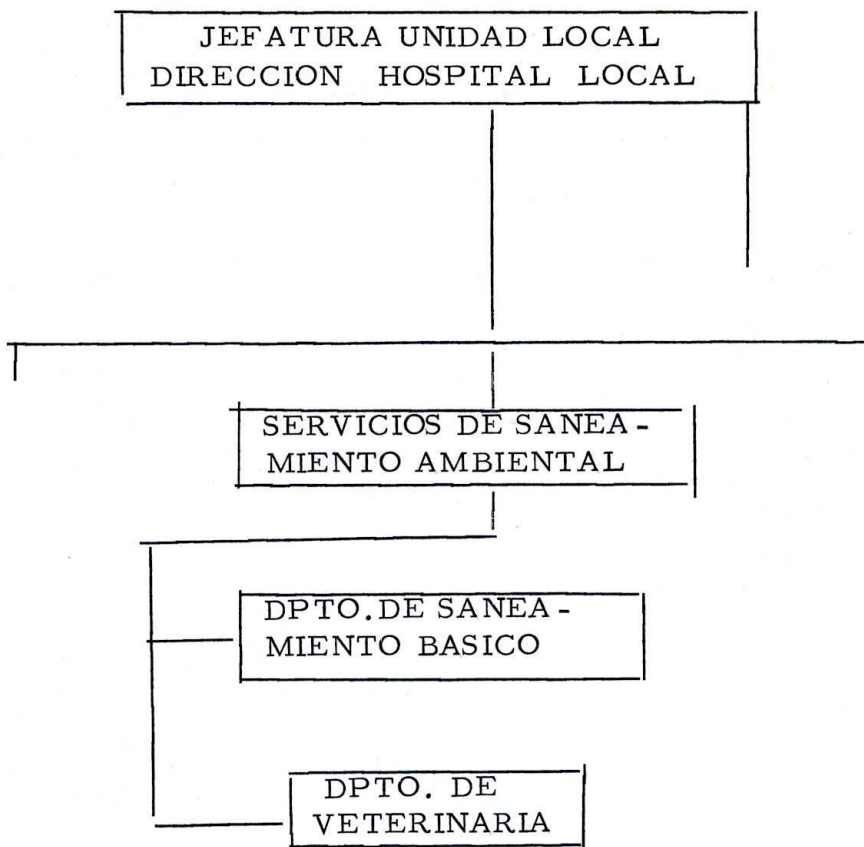 JEFATURA UNIDAD LOCAL
DIRECCION HOSPITAL LOCAL
SERVICIOS DE SANEA -
MIENTO AMBIENTAL
DPTO. DE SANEA -
MIENTO BASICO
DPTO. DE
VETERINARIA